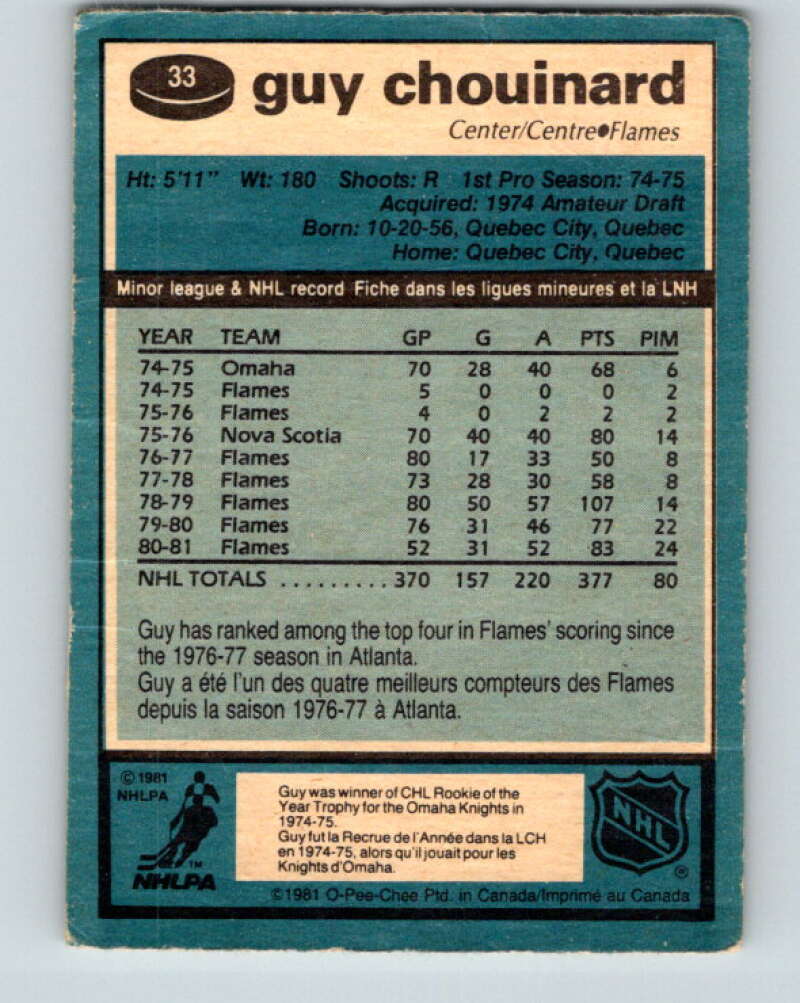 33
guy chouinard
Center/Centre●Flames
Ht: 5'11" Wt: 180 Shoots: R 1st Pro Season: 74-75
Acquired: 1974 Amateur Draft
Born: 10-20-56, Quebec City, Quebec
Home: Quebec City, Quebec
Minor league & NHL record Fiche dans les ligues mineures et la LNH
YEAR TEAM GP G A PTS PIM
74-75 Omaha 70 28 40 68 6
74-75 Flames 5 0 0 0 2
75-76 Flames 4 0 2 2 2
75-76 Nova Scotia 70 40 40 80 14
76-77 Flames 80 17 33 50 8
77-78 Flames 73 28 30 58 8
78-79 Flames 80 50 57 107 14
79-80 Flames 76 31 46 77 22
80-81 Flames 52 31 52 83 24
NHL TOTALS ......... 370 157 220 377 80
Guy has ranked among the top four in Flames' scoring since
the 1976-77 season in Atlanta.
Guy a été l'un des quatre meilleurs compteurs des Flames
depuis la saison 1976-77 à Atlanta.
©1981
NHLPA
TM
NHLPA
Guy was winner of CHL Rookie of the
Year Trophy for the Omaha Knights in
1974-75.
Guy fut la Recrue de l'Année dans la LCH
en 1974-75, alors qu'il jouait pour les
Knights d'Omaha.
NHL
®
©1981 O-Pee-Chee Ptd. in Canada/Imprimé au Canada